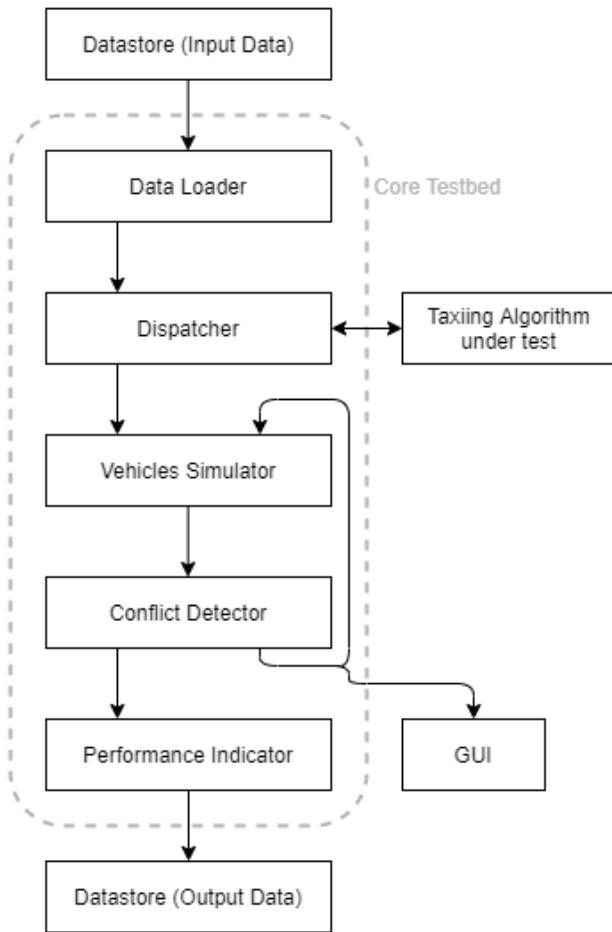 Datastore (Input Data)
Data Loader
Core Testbed
Dispatcher
Taxiing Algorithm
under test
Vehicles Simulator
Conflict Detector
Performance Indicator
GUI
Datastore (Output Data)